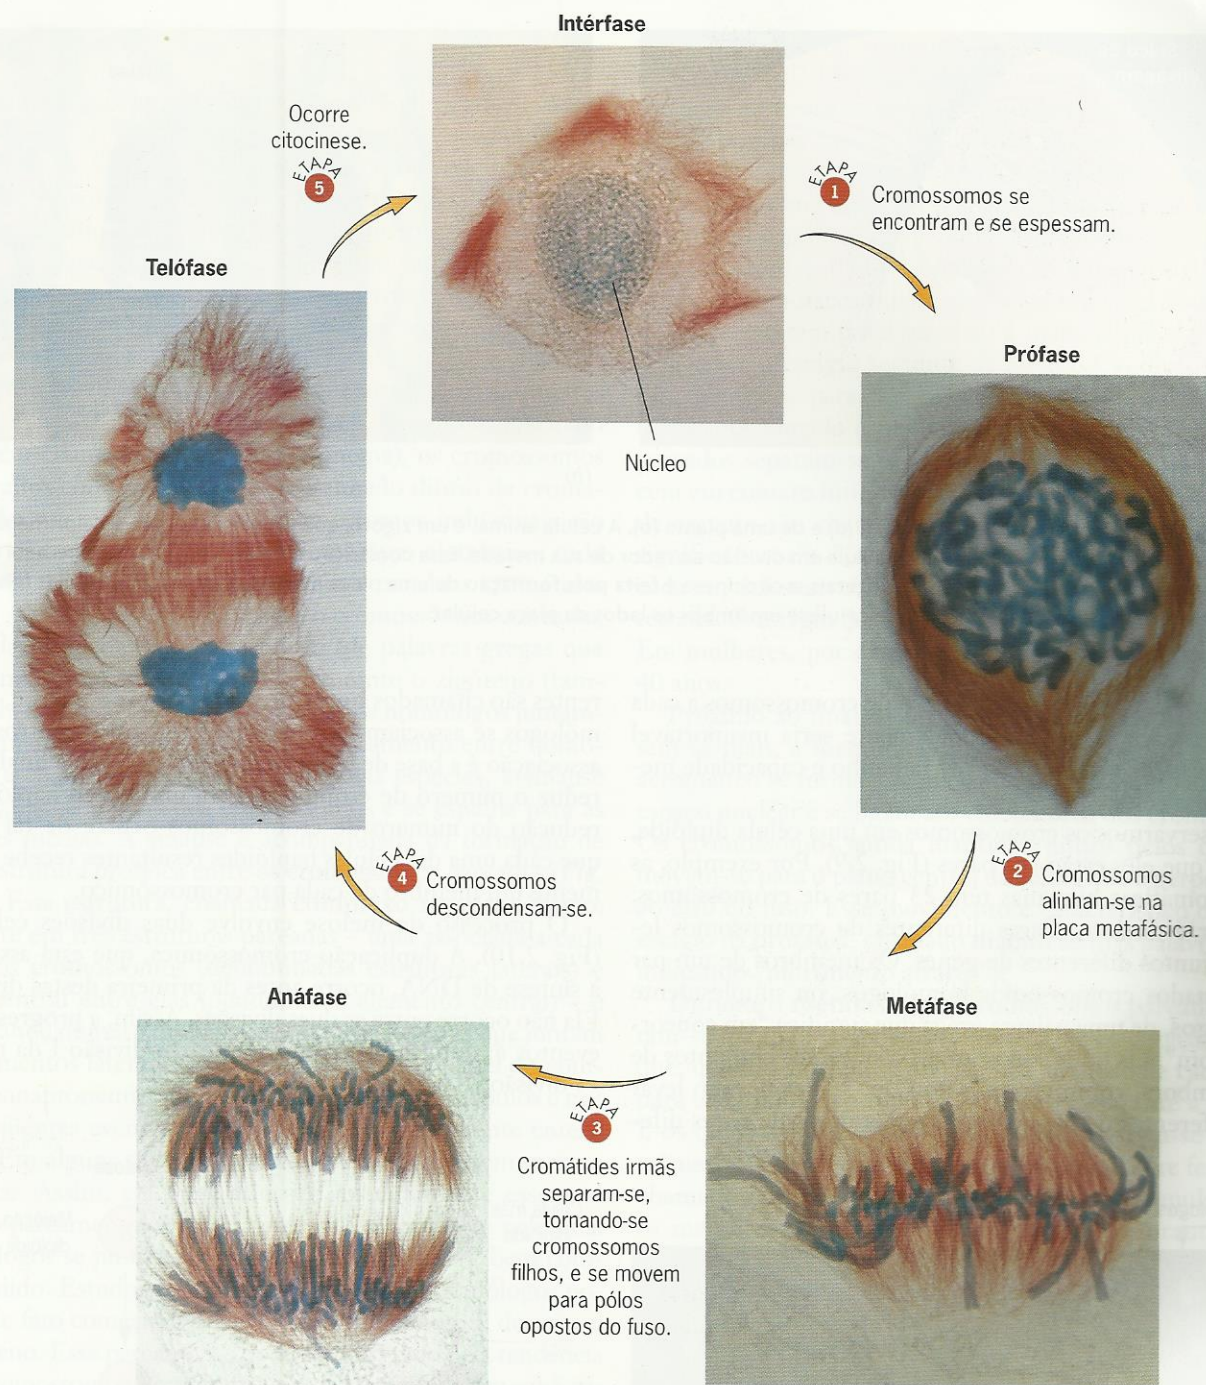 Intérfase
Ocorre
citocinese.
ETAPA
5
ETAPA
1
Cromossomos se
encontram e se espessam.
Telófase
Prófase
Núcleo
ETAPA
4
Cromossomos
descondensam-se.
ETAPA
2
Cromossomos
alinham-se na
placa metafásica.
Anáfase
Metáfase
ETAPA
3
Cromátides irmãs
separam-se,
tornando-se
cromossomos
filhos, e se movem
para pólos
opostos do fuso.